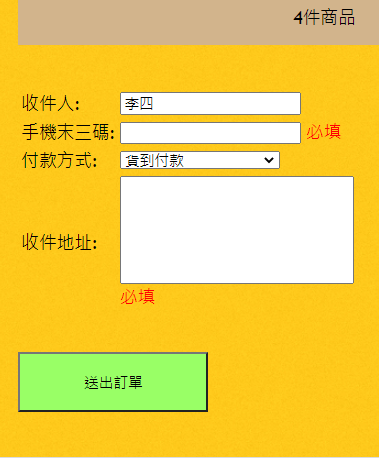 4件商品
收件人: 李四
手機末三碼: 必填
付款方式: 貨到付款
收件地址:
必填
送出訂單